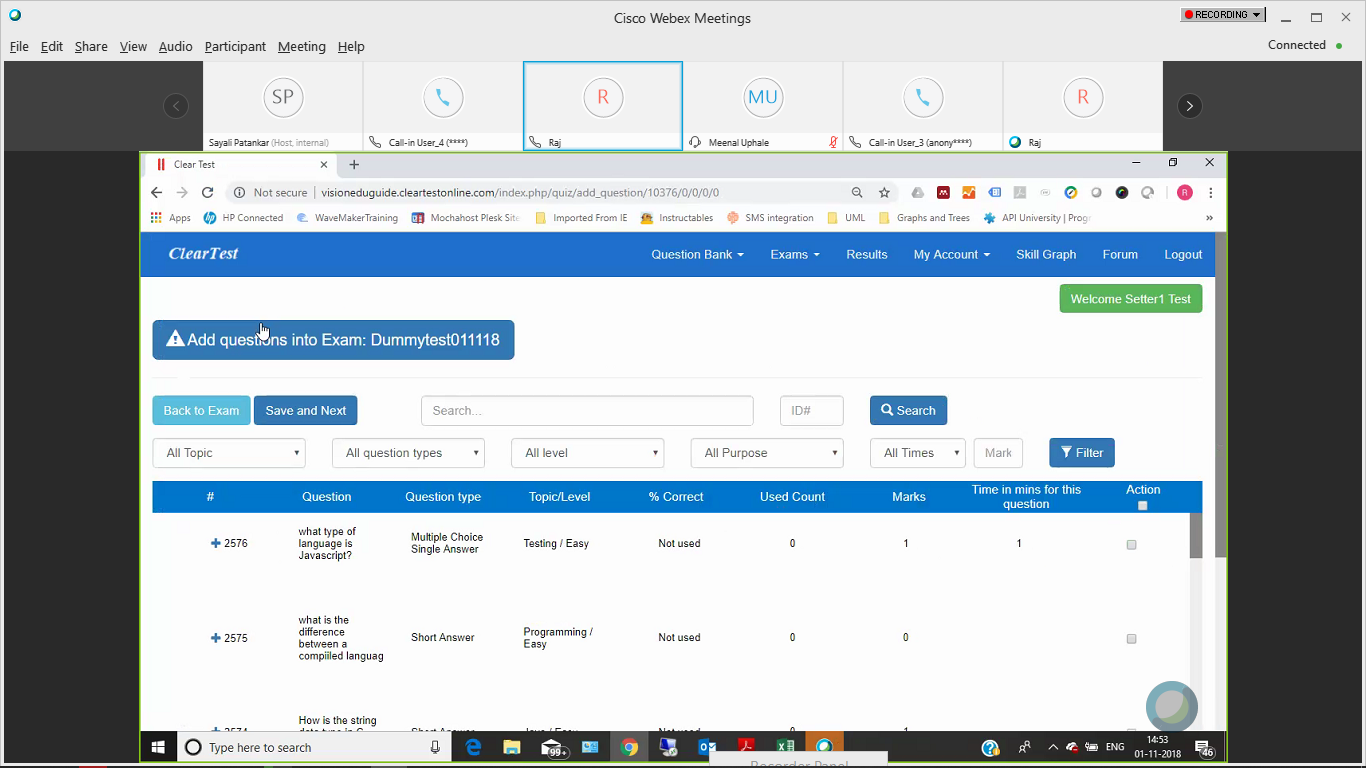 Cisco Webex Meetings
RECORDING
File Edit Share View Audio Participant Meeting Help
Connected
SP
R
MU
R
Sayali Patankar (Host, internal)
Call-in User_4 (****)
Raj
Meenal Uphale
Call-in User_3 (anony****)
Raj
Clear Test
Not secure
visioneduguide.cleartestonline.com/index.php/quiz/add_question/10376/0/0/0/0
R
Apps HP Connected WaveMakerTraining Mochahost Plesk Site Imported From IE Instructables SMS integration UML Graphs and Trees API University | Prog
ClearTest
Question Bank Exams Results My Account Skill Graph Forum Logout
Welcome Setter1 Test
Add questions into Exam: Dummytest011118
Back to Exam Save and Next Search... ID# Search
All Topic All question types All level All Purpose All Times Mark Filter
# Question Question type Topic/Level % Correct Used Count Marks Time in mins for this question Action
2576
what type of
language is
Javascript?
Multiple Choice
Single Answer
Testing / Easy
Not used
0
1
1
2575
what is the
difference
between a
compiiled languag
Short Answer
Programming /
Easy
Not used
0
0
How is the string
Type here to search
99+
ENG
14:53
01-11-2018
46
Recorder Panel